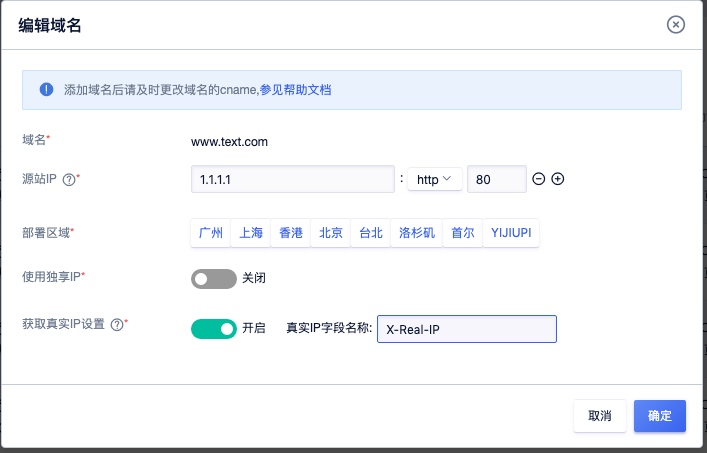 编辑域名
添加域名后请及时更改域名的cname,参见帮助文档
域名* www.text.com
源站IP ?* 1.1.1.1 : http 80
部署区域* 广州 上海 香港 北京 台北 洛杉矶 首尔 YIJIUPI
使用独享IP* 关闭
获取真实IP设置 ?* 开启 真实IP字段名称: X-Real-IP
取消 确定